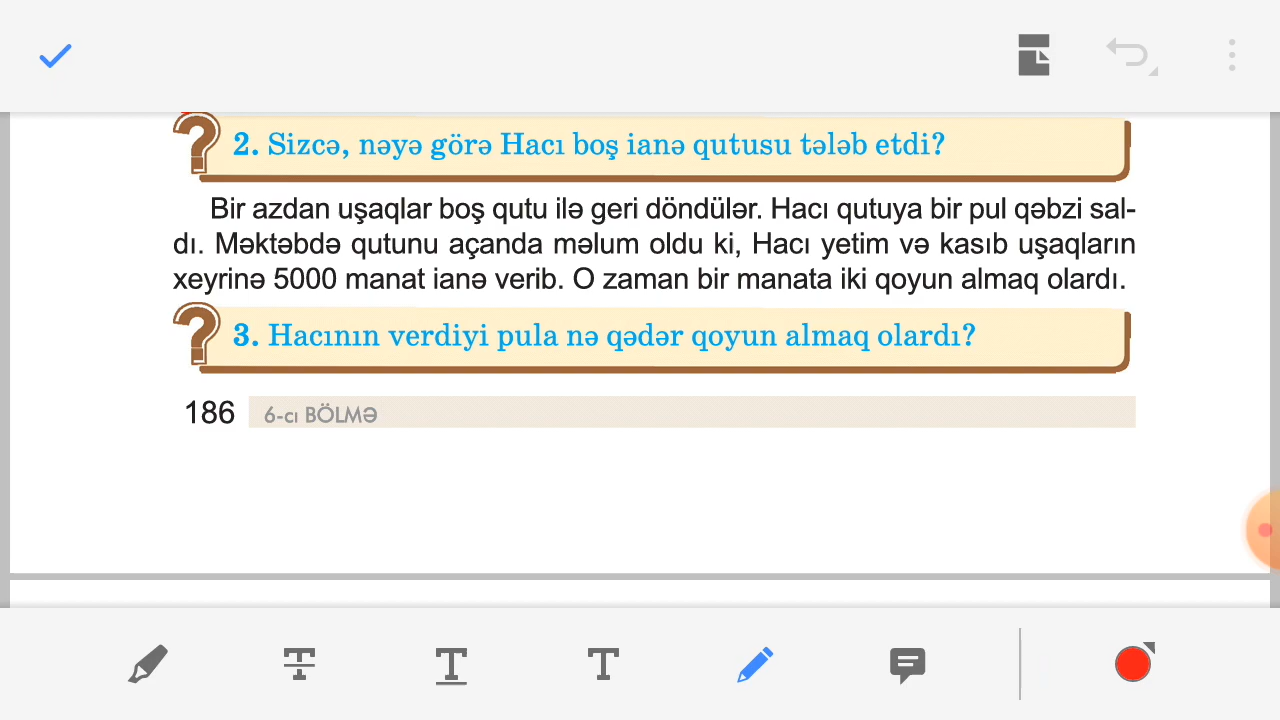 2. Sizcə, nəyə görə Hacı boş ianə qutusu tələb etdi?
Bir azdan uşaqlar boş qutu ilə geri döndülər. Hacı qutuya bir pul qəbzi sal-
dı. Məktəbdə qutunu açanda məlum oldu ki, Hacı yetim və kasıb uşaqların
xeyrinə 5000 manat ianə verib. O zaman bir manata iki qoyun almaq olardı.
3. Hacının verdiyi pula nə qədər qoyun almaq olardı?
186 6-cı BÖLMƏ